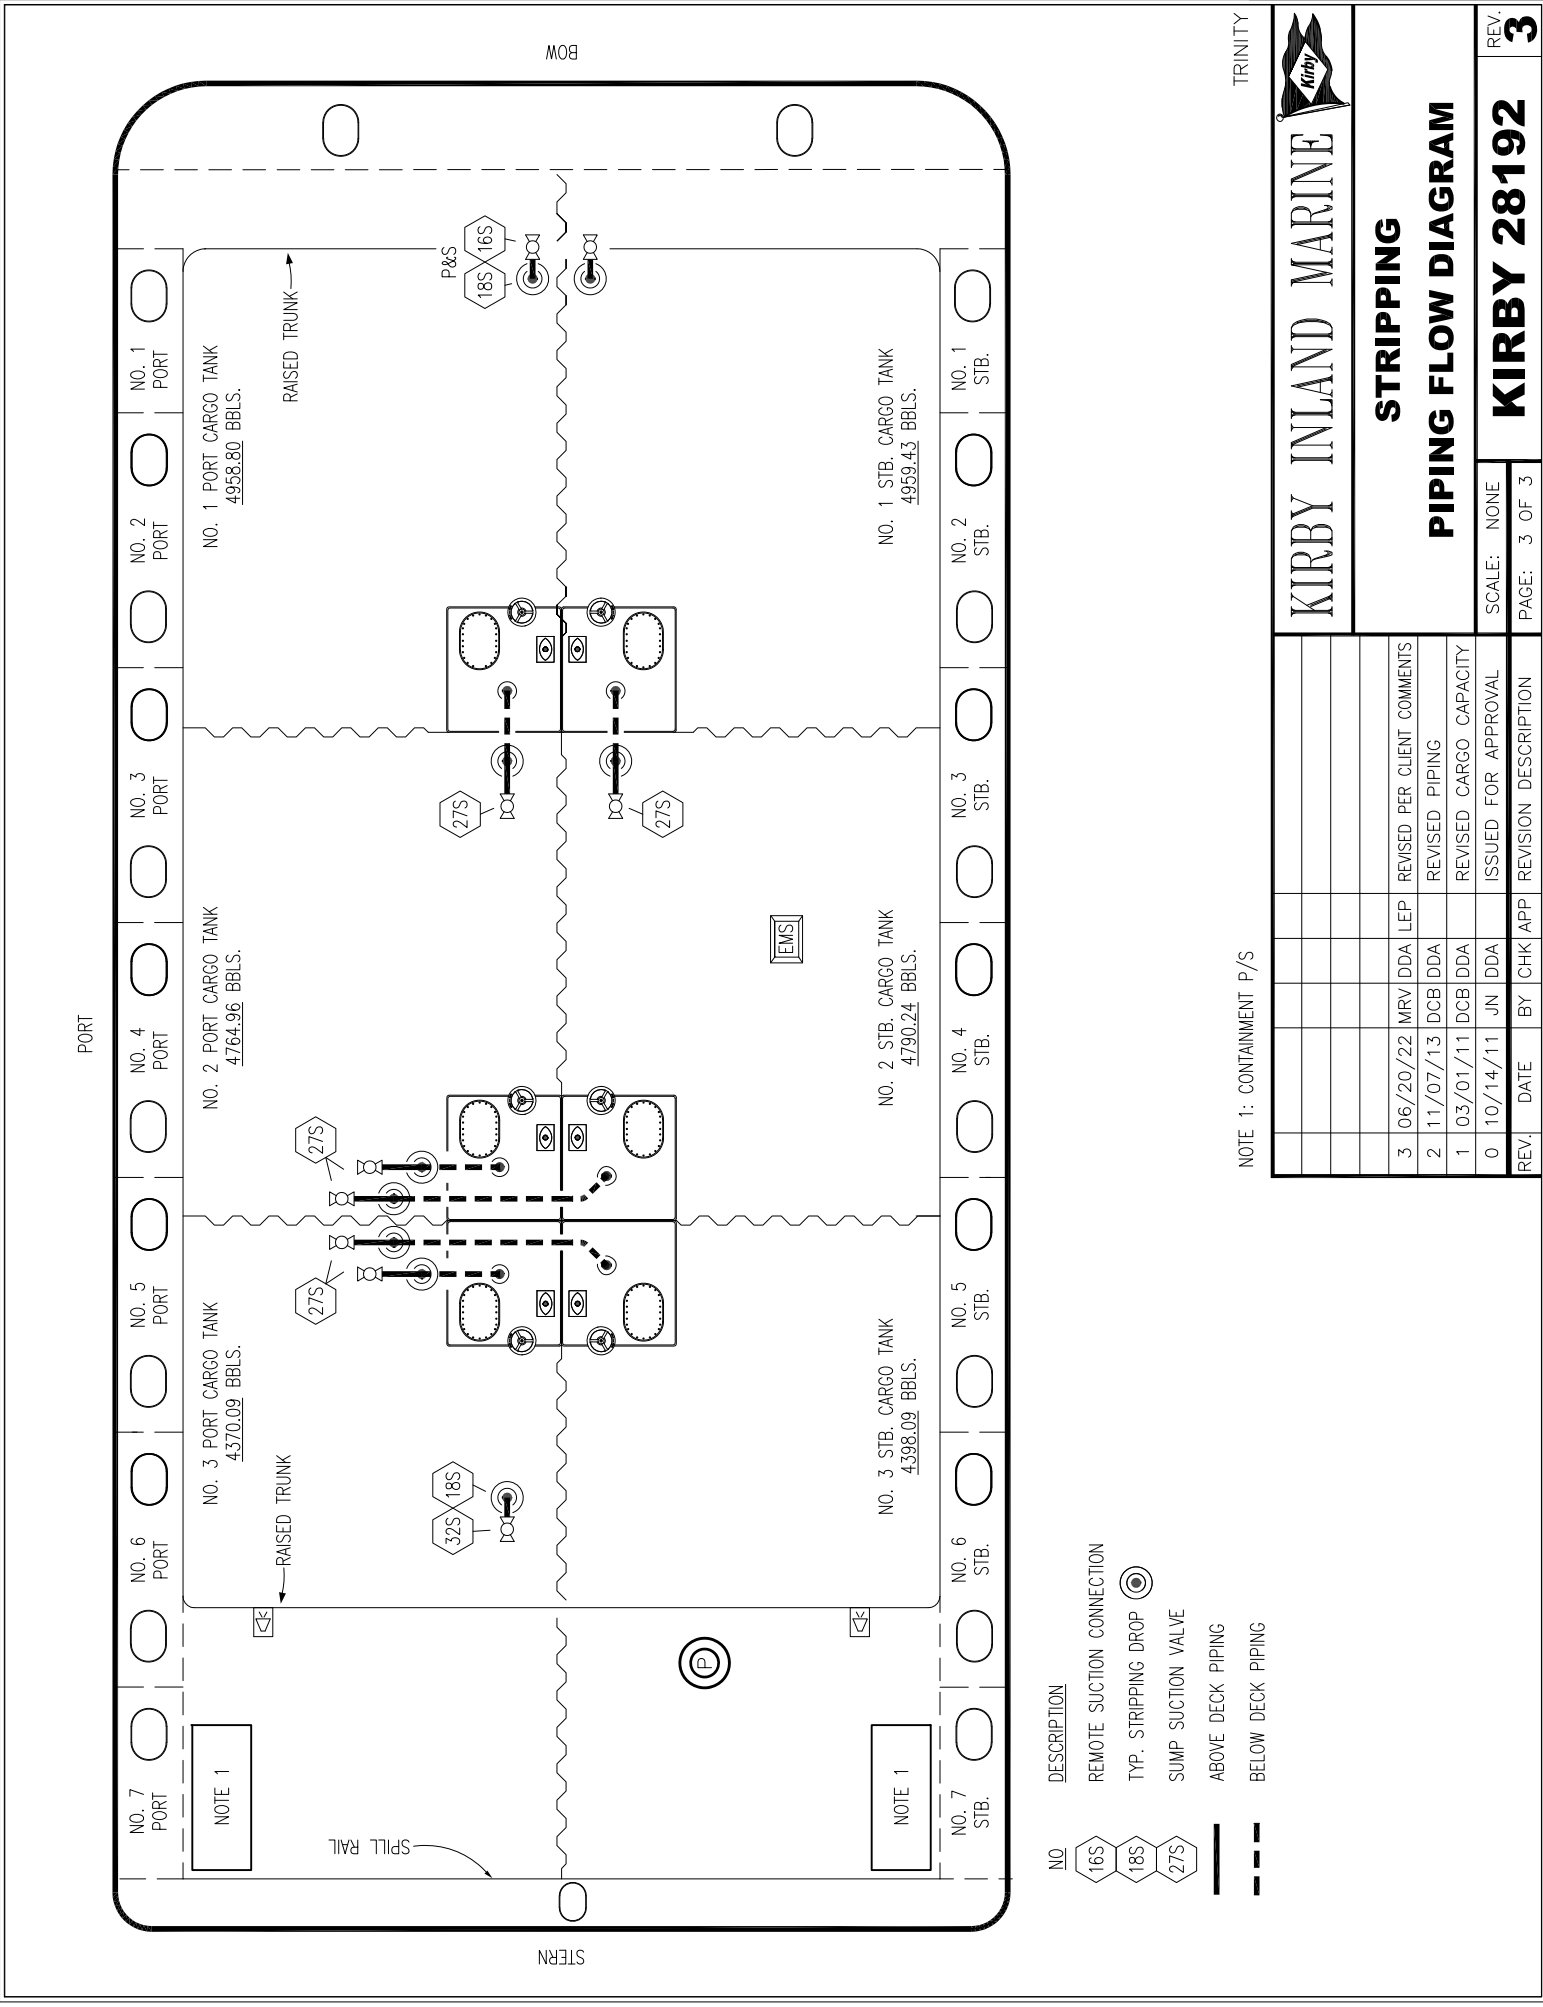 PORT
BOW
STERN
NO. 7
PORT
NO. 6
PORT
NO. 5
PORT
NO. 4
PORT
NO. 3
PORT
NO. 2
PORT
NO. 1
PORT
NO. 3 PORT CARGO TANK
4370.09 BBLS.
NO. 2 PORT CARGO TANK
4764.96 BBLS.
NO. 1 PORT CARGO TANK
4958.80 BBLS.
NOTE 1
SPILL RAIL
RAISED TRUNK
RAISED TRUNK
27S
27S
32S
18S
27S
P&S
18S
16S
27S
P
EMS
NO. 3 STB. CARGO TANK
4398.09 BBLS.
NO. 2 STB. CARGO TANK
4790.24 BBLS.
NO. 1 STB. CARGO TANK
4959.43 BBLS.
NOTE 1
NO. 7
STB.
NO. 6
STB.
NO. 5
STB.
NO. 4
STB.
NO. 3
STB.
NO. 2
STB.
NO. 1
STB.
NO DESCRIPTION
16S REMOTE SUCTION CONNECTION
18S TYP. STRIPPING DROP
27S SUMP SUCTION VALVE
ABOVE DECK PIPING
BELOW DECK PIPING
NOTE 1: CONTAINMENT P/S
TRINITY
3 06/20/22 MRV DDA LEP REVISED PER CLIENT COMMENTS
2 11/07/13 DCB DDA REVISED PIPING
1 03/01/11 DCB DDA REVISED CARGO CAPACITY
0 10/14/11 JN DDA ISSUED FOR APPROVAL
REV. DATE BY CHK APP REVISION DESCRIPTION
KIRBY INLAND MARINE
Kirby
STRIPPING
PIPING FLOW DIAGRAM
SCALE: NONE
PAGE: 3 OF 3
KIRBY 28192
REV.
3